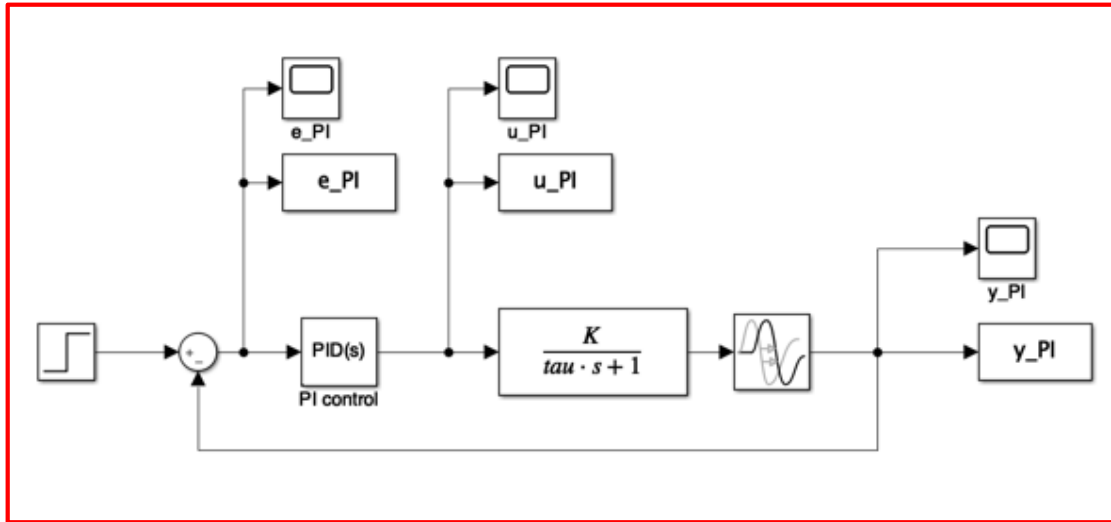 e_PI
e_PI
u_PI
u_PI
y_PI
y_PI
+
−
PID(s)
PI control
K
tau · s + 1